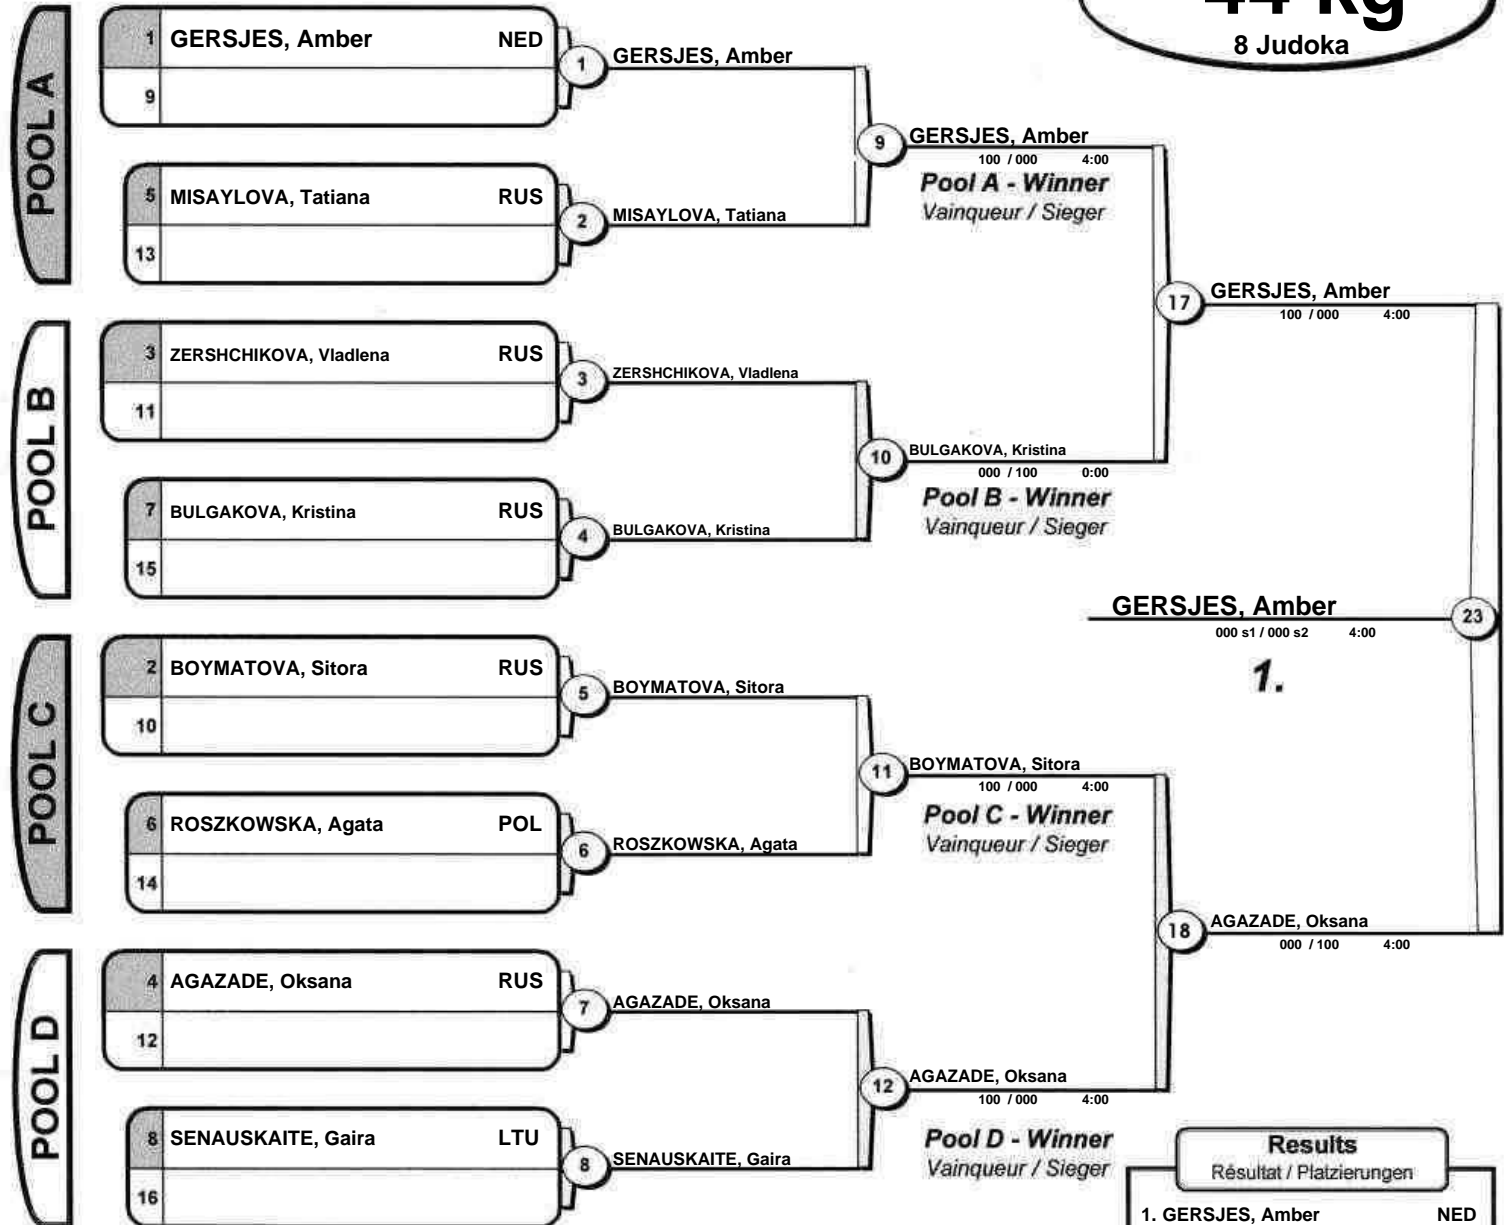 44 kg
8 Judoka
POOL A
1 GERSJES, Amber NED
9
1 GERSJES, Amber
5 MISAYLOVA, Tatiana RUS
13
2 MISAYLOVA, Tatiana
9 GERSJES, Amber
100 / 000 4:00
Pool A - Winner
Vainqueur / Sieger
POOL B
3 ZERSHCHIKOVA, Vladlena RUS
11
3 ZERSHCHIKOVA, Vladlena
7 BULGAKOVA, Kristina RUS
15
4 BULGAKOVA, Kristina
10 BULGAKOVA, Kristina
000 / 100 0:00
Pool B - Winner
Vainqueur / Sieger
17 GERSJES, Amber
100 / 000 4:00
GERSJES, Amber 23
000 s1 / 000 s2 4:00
1.
POOL C
2 BOYMATOVA, Sitora RUS
10
5 BOYMATOVA, Sitora
6 ROSZKOWSKA, Agata POL
14
6 ROSZKOWSKA, Agata
11 BOYMATOVA, Sitora
100 / 000 4:00
Pool C - Winner
Vainqueur / Sieger
18 AGAZADE, Oksana
000 / 100 4:00
POOL D
4 AGAZADE, Oksana RUS
12
7 AGAZADE, Oksana
8 SENAUSKAITE, Gaira LTU
16
8 SENAUSKAITE, Gaira
12 AGAZADE, Oksana
100 / 000 4:00
Pool D - Winner
Vainqueur / Sieger
Results
Résultat / Platzierungen
1. GERSJES, Amber NED